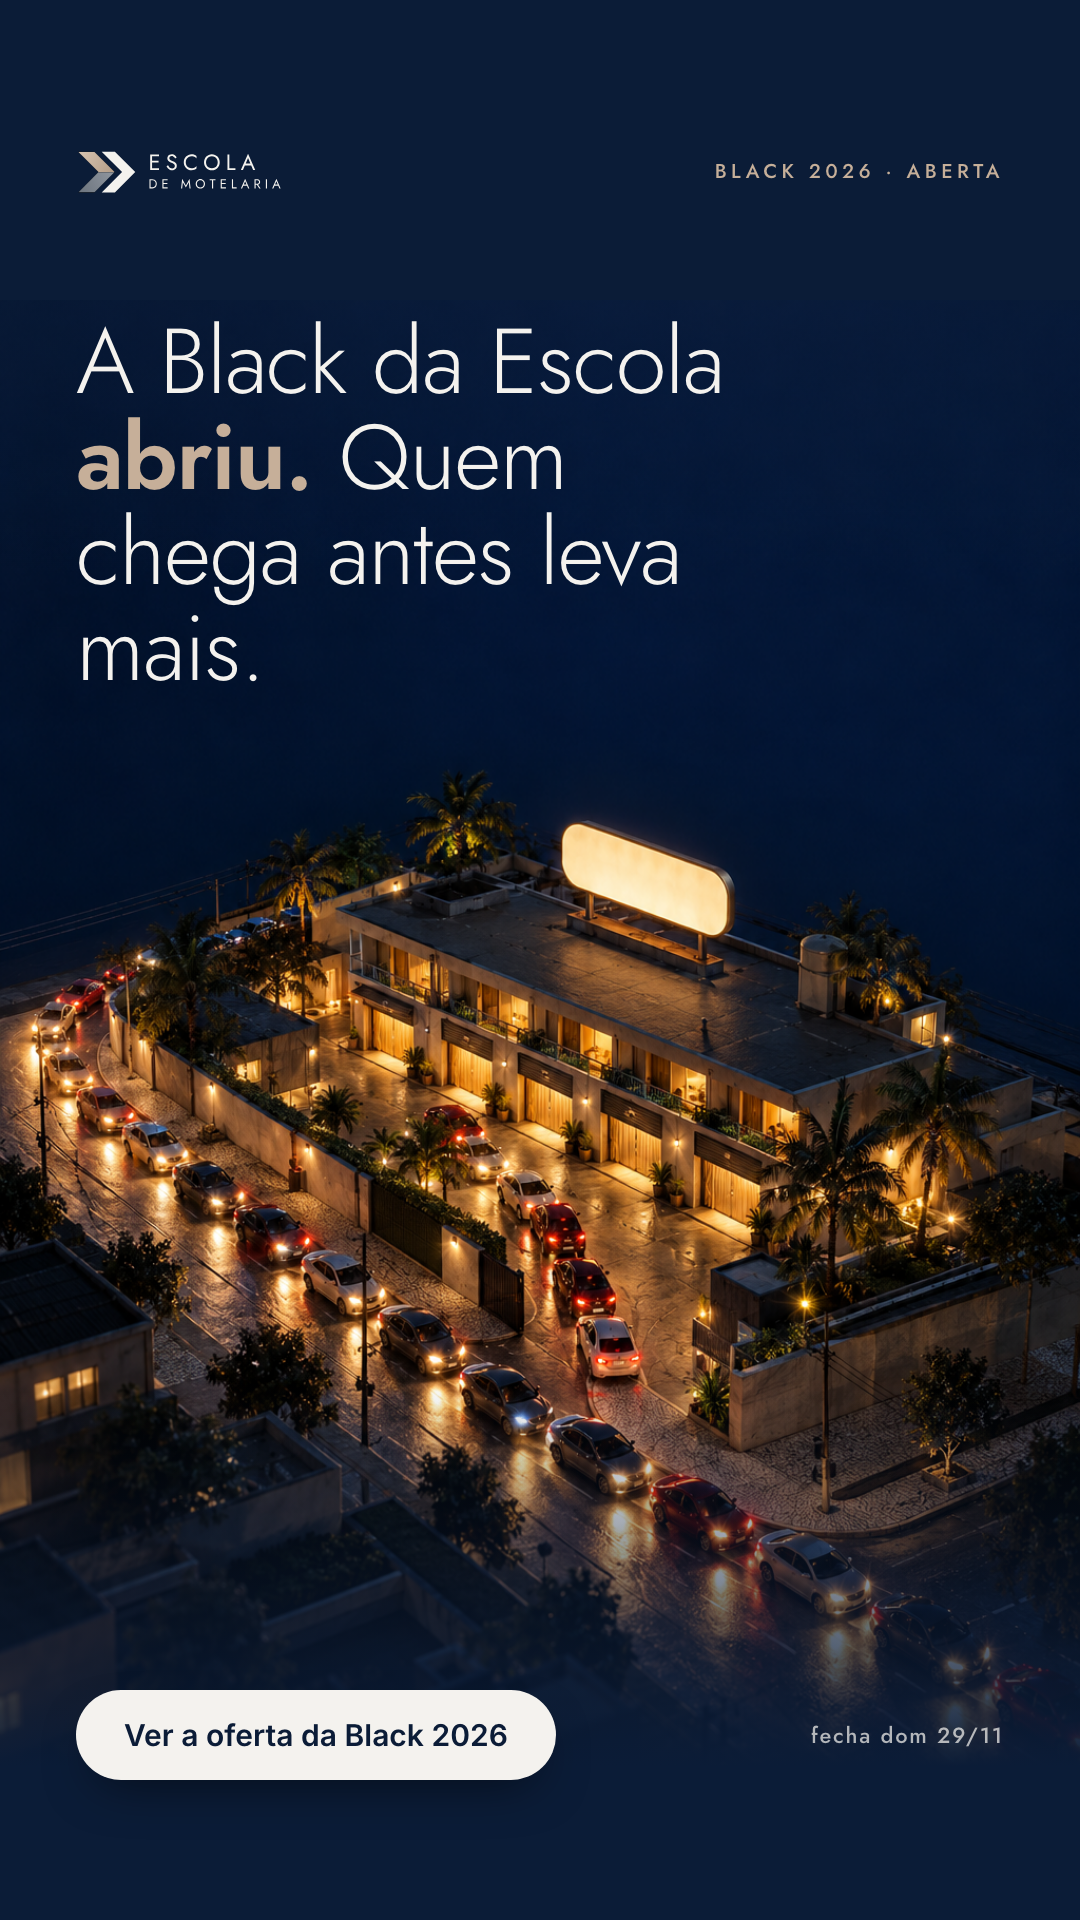 ESCOLA
DE MOTELARIA
BLACK 2026 · ABERTA
A Black da Escola
abriu. Quem
chega antes leva
mais.
Ver a oferta da Black 2026
fecha dom 29/11